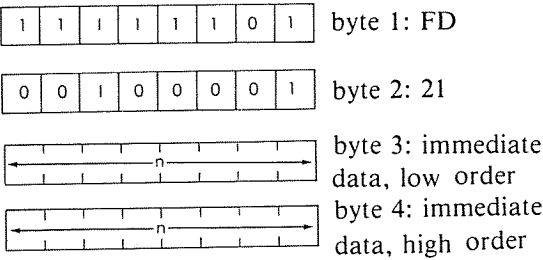 1 1 1 1 1 1 0 1 byte 1: FD
0 0 1 0 0 0 0 1 byte 2: 21
n byte 3: immediate
data, low order
n byte 4: immediate
data, high order